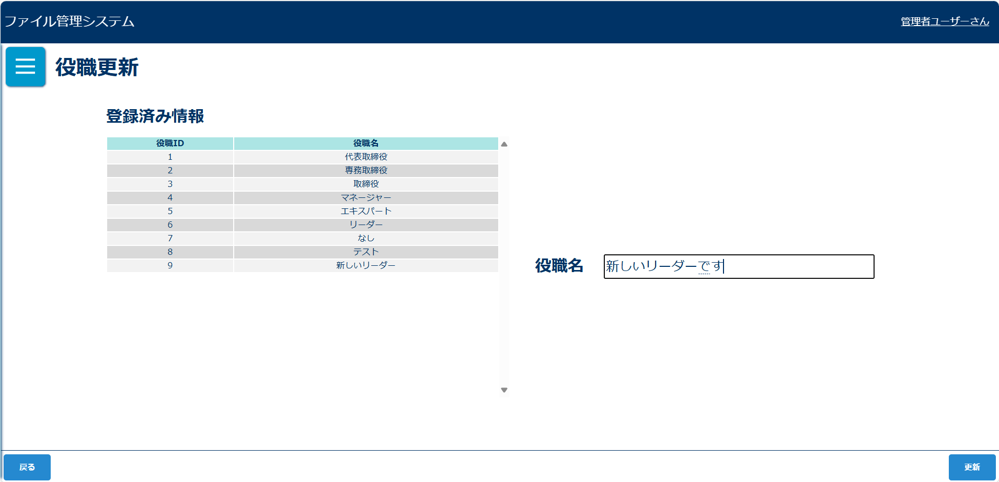 ファイル管理システム
管理者ユーザーさん
役職更新
登録済み情報
役職ID 役職名
1 代表取締役
2 専務取締役
3 取締役
4 マネージャー
5 エキスパート
6 リーダー
7 なし
8 テスト
9 新しいリーダー
役職名 新しいリーダーです
戻る
更新